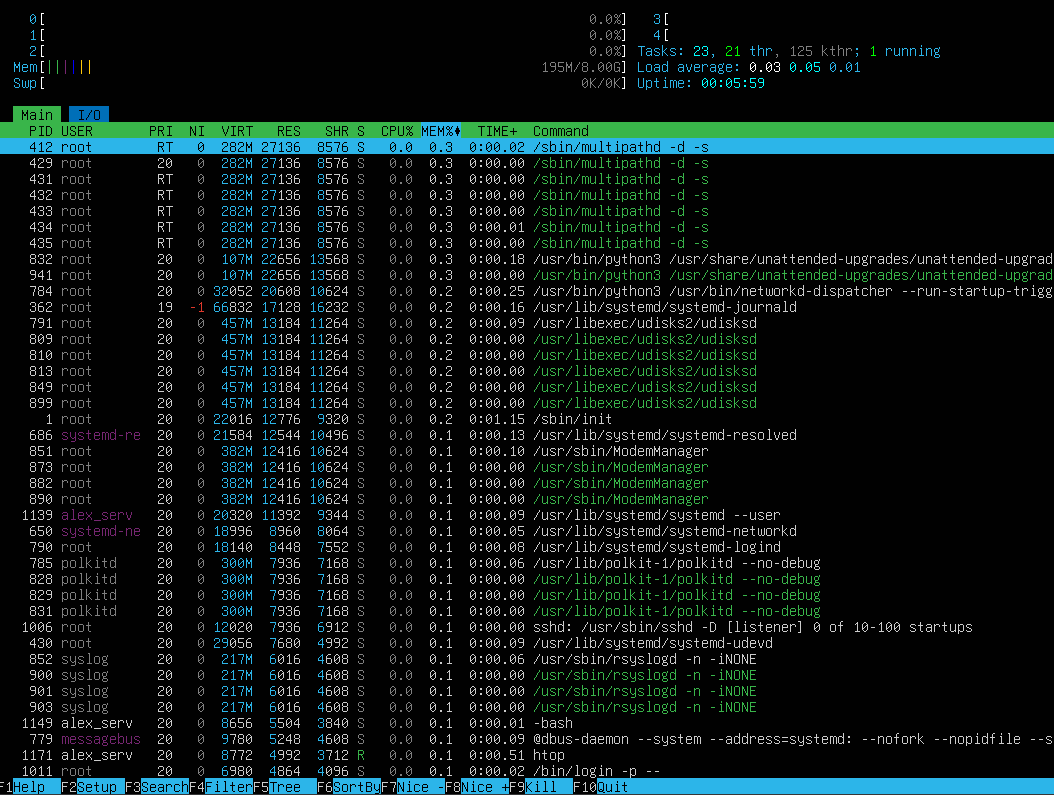 0[ 0.0%] 3[
1[ 0.0%] 4[
2[ 0.0%] Tasks: 23, 21 thr, 125 kthr; 1 running
Mem[|||||| 195M/8.00G] Load average: 0.03 0.05 0.01
Swp[ 0K/0K] Uptime: 00:05:59
Main I/O
PID USER PRI NI VIRT RES SHR S CPU% MEM% TIME+ Command
412 root RT 0 282M 27136 8576 S 0.0 0.3 0:00.02 /sbin/multipathd -d -s
429 root 20 0 282M 27136 8576 S 0.0 0.3 0:00.00 /sbin/multipathd -d -s
431 root RT 0 282M 27136 8576 S 0.0 0.3 0:00.00 /sbin/multipathd -d -s
432 root RT 0 282M 27136 8576 S 0.0 0.3 0:00.00 /sbin/multipathd -d -s
433 root RT 0 282M 27136 8576 S 0.0 0.3 0:00.00 /sbin/multipathd -d -s
434 root RT 0 282M 27136 8576 S 0.0 0.3 0:00.01 /sbin/multipathd -d -s
435 root RT 0 282M 27136 8576 S 0.0 0.3 0:00.00 /sbin/multipathd -d -s
832 root 20 0 107M 22656 13568 S 0.0 0.3 0:00.18 /usr/bin/python3 /usr/share/unattended-upgrades/unattended-upgrad
941 root 20 0 107M 22656 13568 S 0.0 0.3 0:00.00 /usr/bin/python3 /usr/share/unattended-upgrades/unattended-upgrad
784 root 20 0 32052 20608 10624 S 0.0 0.2 0:00.25 /usr/bin/python3 /usr/bin/networkd-dispatcher --run-startup-trigg
362 root 19 -1 66832 17128 16232 S 0.0 0.2 0:00.16 /usr/lib/systemd/systemd-journald
791 root 20 0 457M 13184 11264 S 0.0 0.2 0:00.09 /usr/libexec/udisks2/udisksd
809 root 20 0 457M 13184 11264 S 0.0 0.2 0:00.00 /usr/libexec/udisks2/udisksd
810 root 20 0 457M 13184 11264 S 0.0 0.2 0:00.00 /usr/libexec/udisks2/udisksd
813 root 20 0 457M 13184 11264 S 0.0 0.2 0:00.00 /usr/libexec/udisks2/udisksd
849 root 20 0 457M 13184 11264 S 0.0 0.2 0:00.00 /usr/libexec/udisks2/udisksd
899 root 20 0 457M 13184 11264 S 0.0 0.2 0:00.00 /usr/libexec/udisks2/udisksd
1 root 20 0 22016 12776 9320 S 0.0 0.2 0:01.15 /sbin/init
686 systemd-re 20 0 21584 12544 10496 S 0.0 0.1 0:00.13 /usr/lib/systemd/systemd-resolved
851 root 20 0 382M 12416 10624 S 0.0 0.1 0:00.10 /usr/sbin/ModemManager
873 root 20 0 382M 12416 10624 S 0.0 0.1 0:00.00 /usr/sbin/ModemManager
882 root 20 0 382M 12416 10624 S 0.0 0.1 0:00.00 /usr/sbin/ModemManager
890 root 20 0 382M 12416 10624 S 0.0 0.1 0:00.00 /usr/sbin/ModemManager
1139 alex_serv 20 0 20320 11392 9344 S 0.0 0.1 0:00.09 /usr/lib/systemd/systemd --user
650 systemd-ne 20 0 18996 8960 8064 S 0.0 0.1 0:00.05 /usr/lib/systemd/systemd-networkd
790 root 20 0 18140 8448 7552 S 0.0 0.1 0:00.08 /usr/lib/systemd/systemd-logind
785 polkitd 20 0 300M 7936 7168 S 0.0 0.1 0:00.06 /usr/lib/polkit-1/polkitd --no-debug
828 polkitd 20 0 300M 7936 7168 S 0.0 0.1 0:00.00 /usr/lib/polkit-1/polkitd --no-debug
829 polkitd 20 0 300M 7936 7168 S 0.0 0.1 0:00.00 /usr/lib/polkit-1/polkitd --no-debug
831 polkitd 20 0 300M 7936 7168 S 0.0 0.1 0:00.00 /usr/lib/polkit-1/polkitd --no-debug
1006 root 20 0 12020 7936 6912 S 0.0 0.1 0:00.00 sshd: /usr/sbin/sshd -D [listener] 0 of 10-100 startups
430 root 20 0 29056 7680 4992 S 0.0 0.1 0:00.09 /usr/lib/systemd/systemd-udevd
852 syslog 20 0 217M 6016 4608 S 0.0 0.1 0:00.06 /usr/sbin/rsyslogd -n -iNONE
900 syslog 20 0 217M 6016 4608 S 0.0 0.1 0:00.00 /usr/sbin/rsyslogd -n -iNONE
901 syslog 20 0 217M 6016 4608 S 0.0 0.1 0:00.00 /usr/sbin/rsyslogd -n -iNONE
903 syslog 20 0 217M 6016 4608 S 0.0 0.1 0:00.00 /usr/sbin/rsyslogd -n -iNONE
1149 alex_serv 20 0 8656 5504 3840 S 0.0 0.1 0:00.01 -bash
779 messagebus 20 0 9780 5248 4608 S 0.0 0.1 0:00.09 @dbus-daemon --system --address=systemd: --nofork --nopidfile --s
1171 alex_serv 20 0 8772 4992 3712 R 0.0 0.1 0:00.51 htop
1011 root 20 0 6980 4864 4096 S 0.0 0.1 0:00.02 /bin/login -p --
F1Help F2Setup F3SearchF4FilterF5Tree F6SortByF7Nice -F8Nice +F9Kill F10Quit